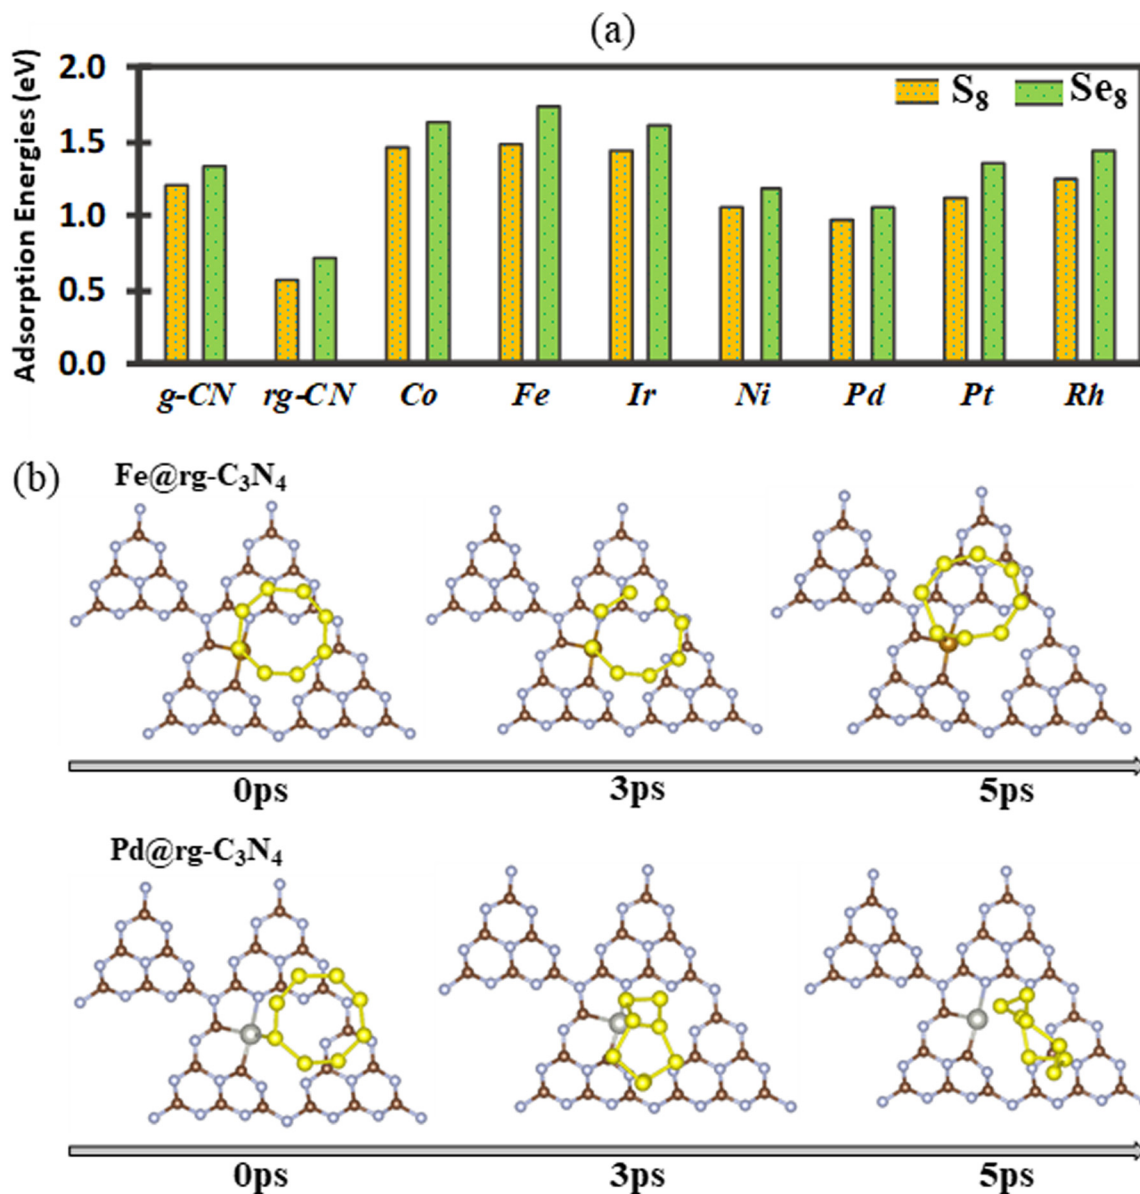 (a)
Adsorption Energies (eV)
2.0
1.5
1.0
0.5
0.0
S₈ Se₈
g-CN rg-CN Co Fe Ir Ni Pd Pt Rh
(b)
Fe@rg-C₃N₄
0ps 3ps 5ps
Pd@rg-C₃N₄
0ps 3ps 5ps